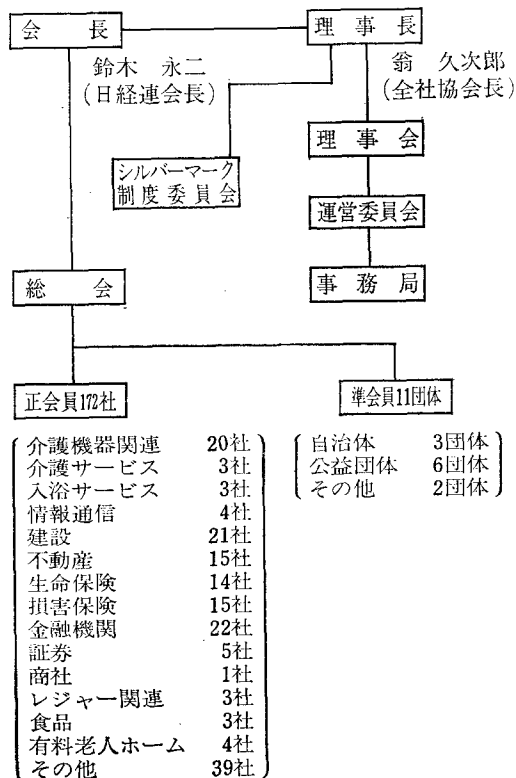 会長
理事長
鈴木 永二
(日経連会長)
翁 久次郎
(全社協会長)
理事会
シルバーマーク
制度委員会
運営委員会
総会
事務局
正会員172社
準会員11団体
介護機器関連 20社
介護サービス 3社
入浴サービス 3社
情報通信 4社
建設 21社
不動産 15社
生命保険 14社
損害保険 15社
金融機関 22社
証券 5社
商社 1社
レジャー関連 3社
食品 3社
有料老人ホーム 4社
その他 39社
自治体 3団体
公益団体 6団体
その他 2団体